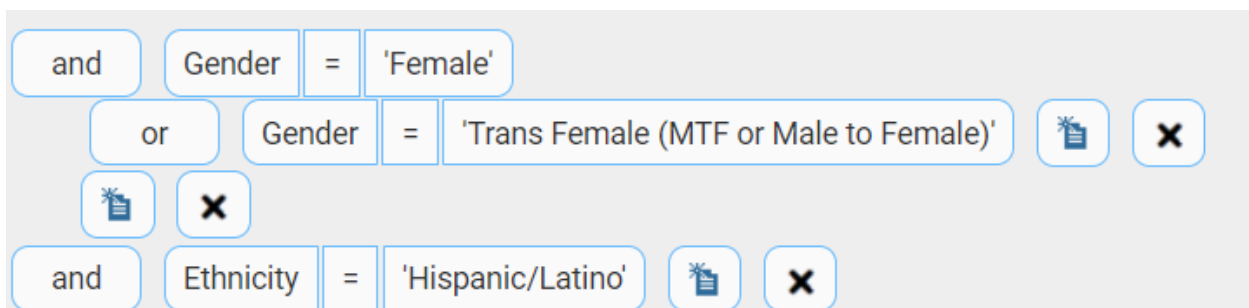 and Gender = 'Female'
or Gender = 'Trans Female (MTF or Male to Female)'
and Ethnicity = 'Hispanic/Latino'